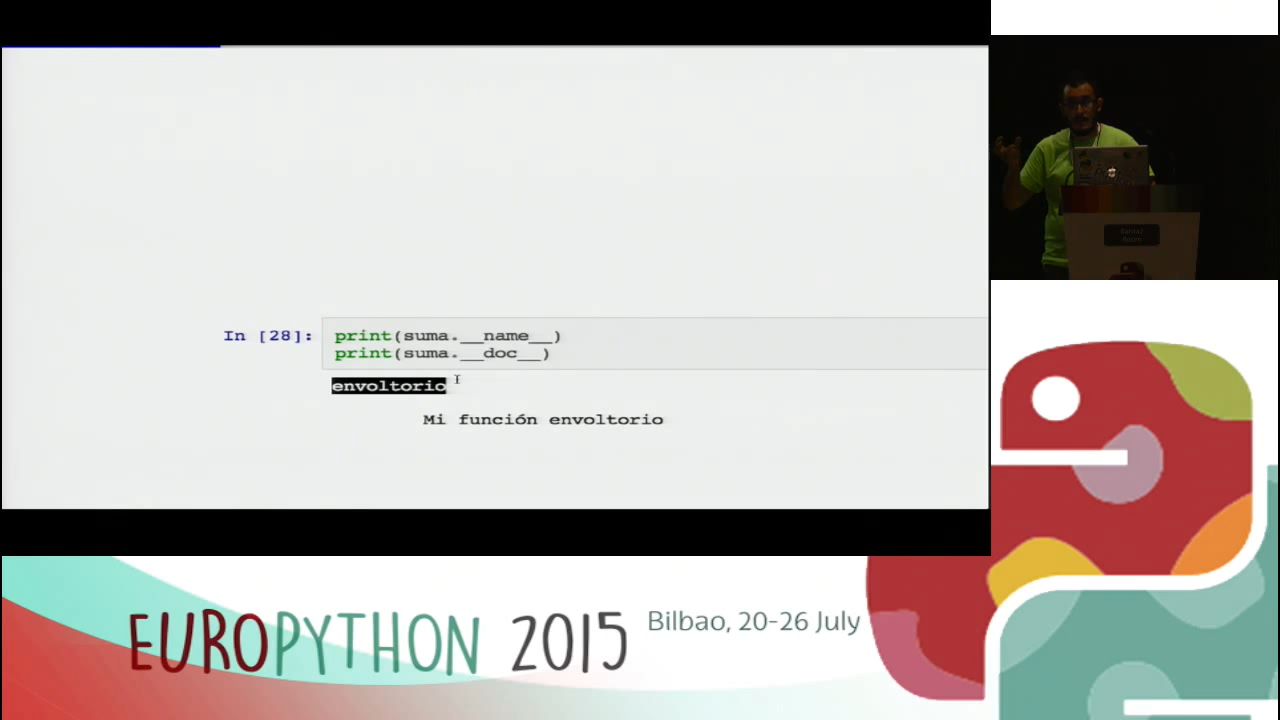 In [28]: print(suma.__name__)
print(suma.__doc__)
envoltorio
Mi función envoltorio
EUROPYTHON 2015
Bilbao, 20-26 July